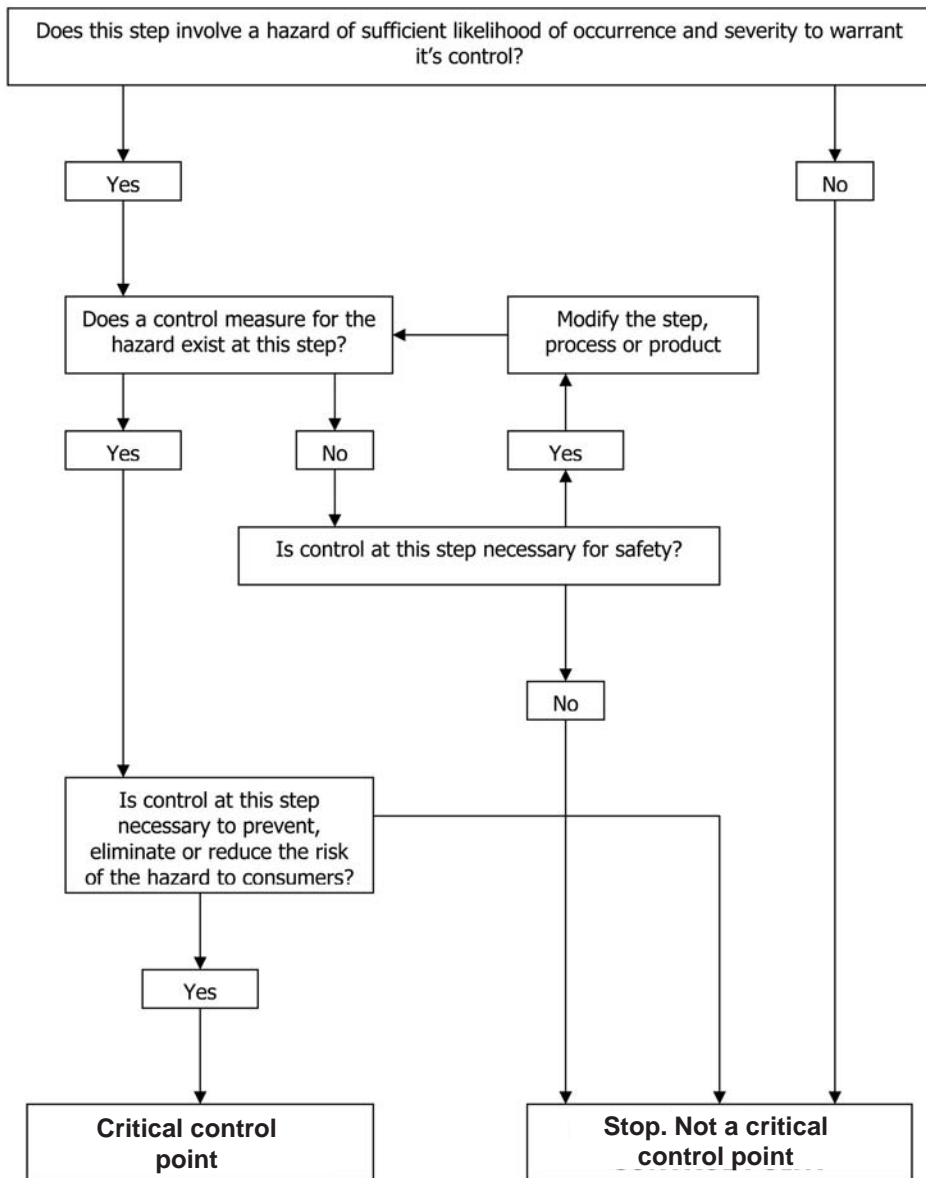 Does this step involve a hazard of sufficient likelihood of occurrence and severity to warrant
it's control?
Yes
No
Does a control measure for the
hazard exist at this step?
Modify the step,
process or product
Yes
No
Yes
Is control at this step necessary for safety?
No
Is control at this step
necessary to prevent,
eliminate or reduce the risk
of the hazard to consumers?
Yes
Critical control
point
Stop. Not a critical
control point